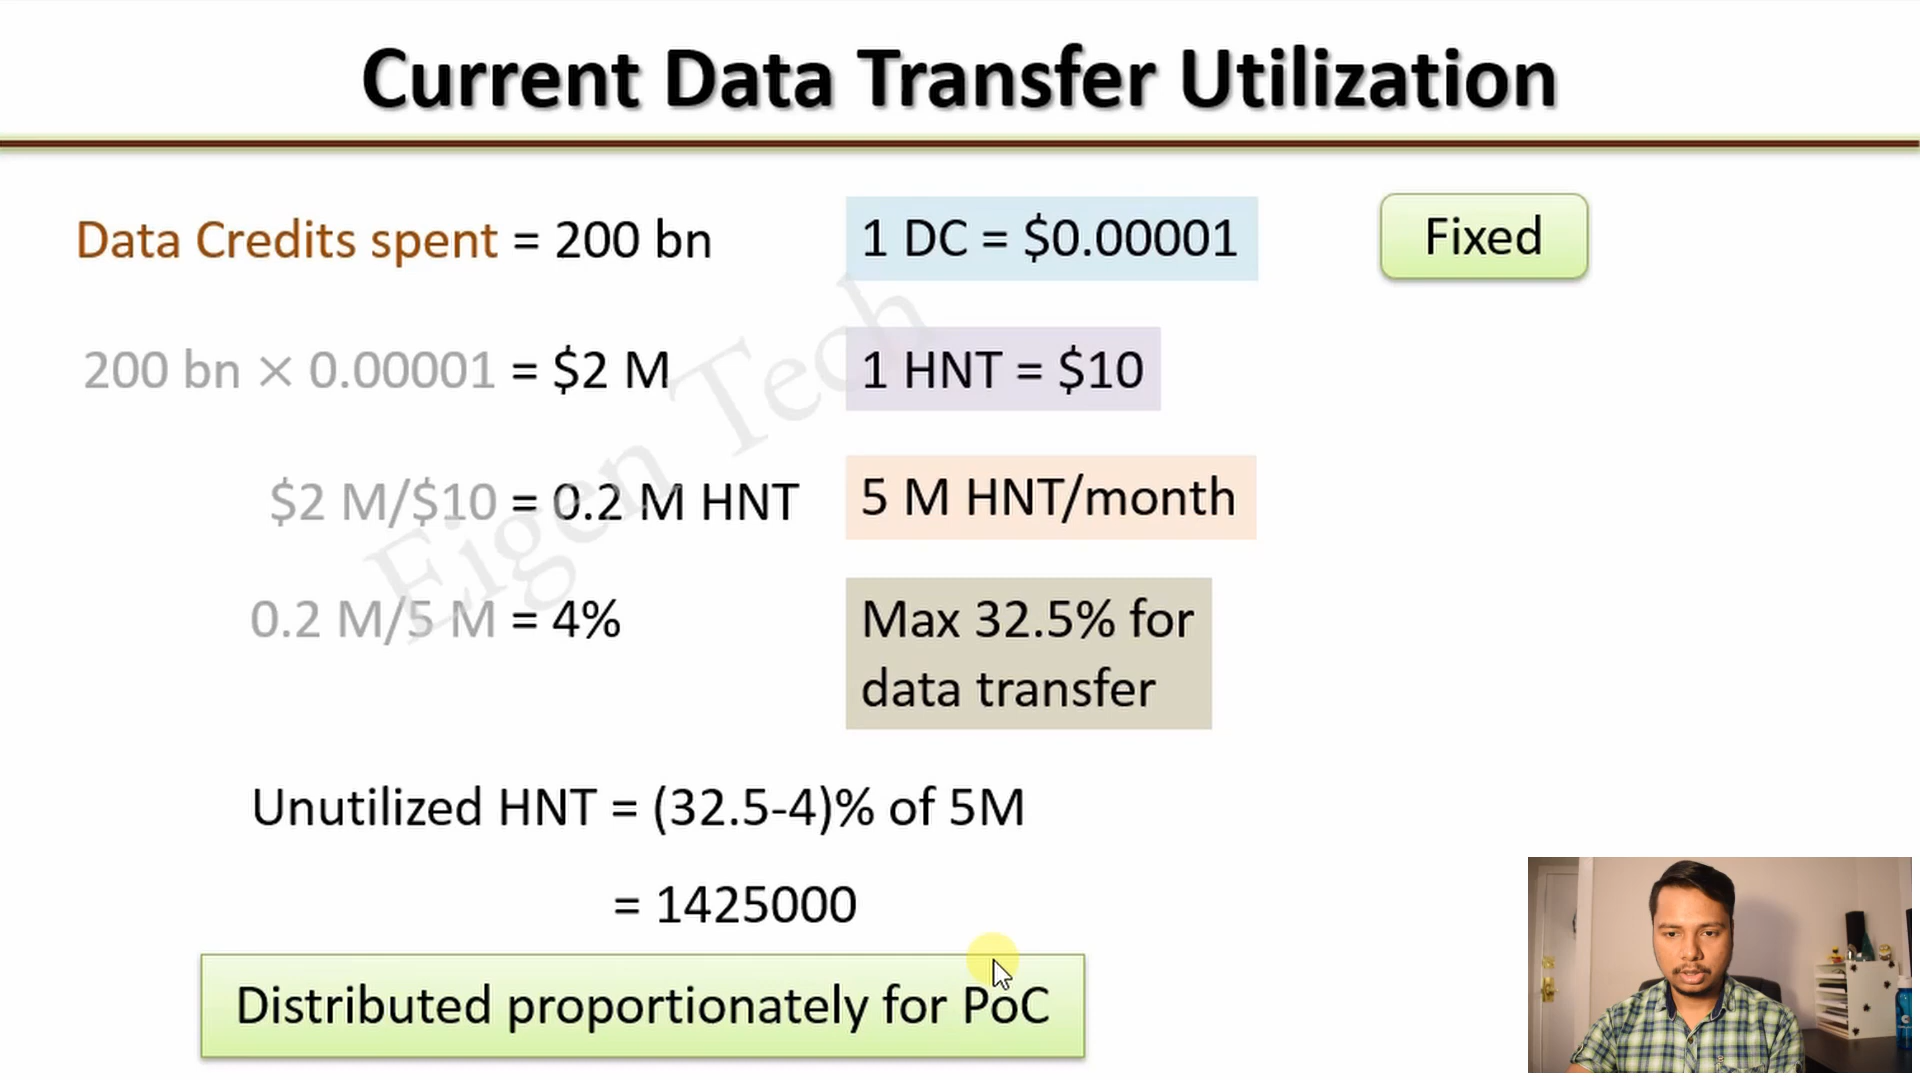 Current Data Transfer Utilization
Data Credits spent = 200 bn
1 DC = $0.00001
Fixed
200 bn × 0.00001 = $2 M
1 HNT = $10
$2 M/$10 = 0.2 M HNT
5 M HNT/month
0.2 M/5 M = 4%
Max 32.5% for
data transfer
Unutilized HNT = (32.5-4)% of 5M
= 1425000
Distributed proportionately for PoC
Eigen Tech